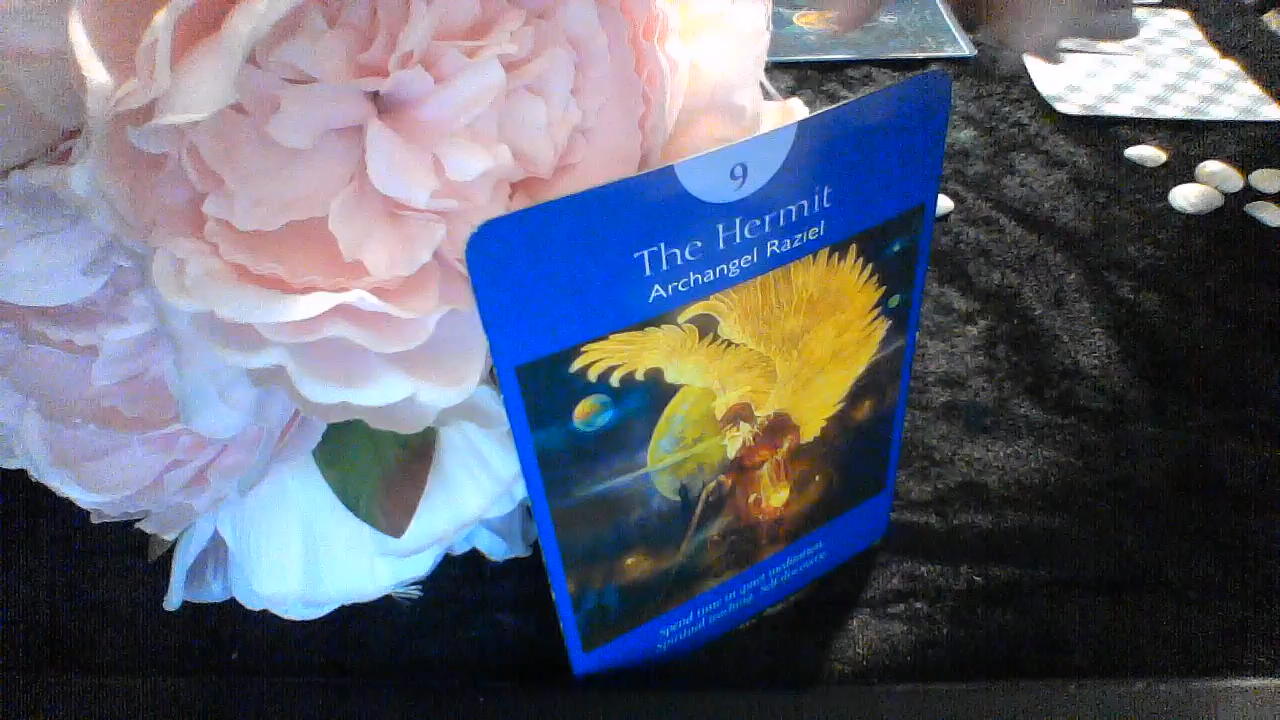 9
The Hermit
Archangel Raziel
Spend time in quiet meditation.
Spiritual teaching. Self-discovery.